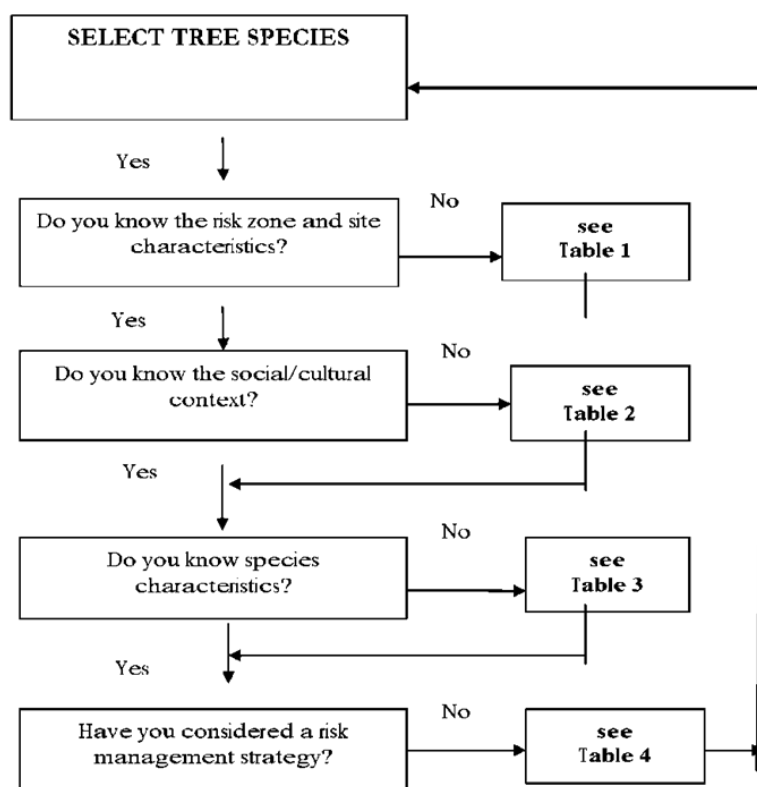 SELECT TREE SPECIES
Yes
No
Do you know the risk zone and site
characteristics?
see
Table 1
Yes
No
Do you know the social/cultural
context?
see
Table 2
Yes
No
Do you know species
characteristics?
see
Table 3
Yes
No
Have you considered a risk
management strategy?
see
Table 4